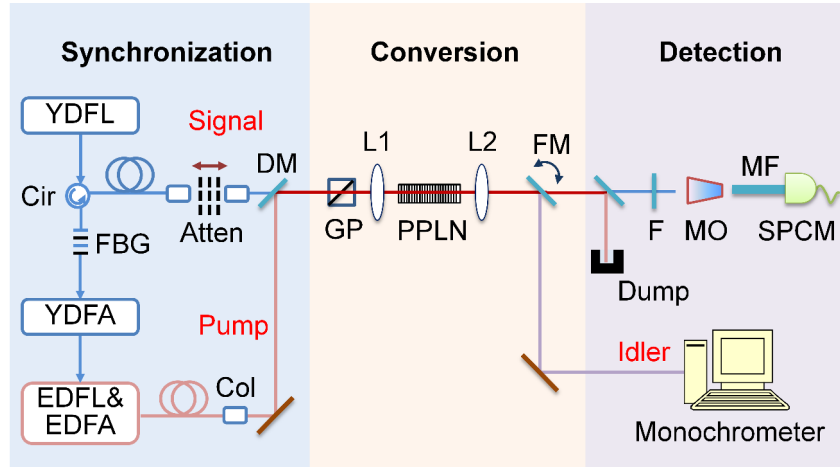 Synchronization
Conversion
Detection
YDFL
Signal
DM
L1
L2
FM
MF
Cir
Atten
GP
PPLN
F
MO
SPCM
FBG
Dump
YDFA
Pump
Idler
Col
EDFL&
EDFA
Monochrometer